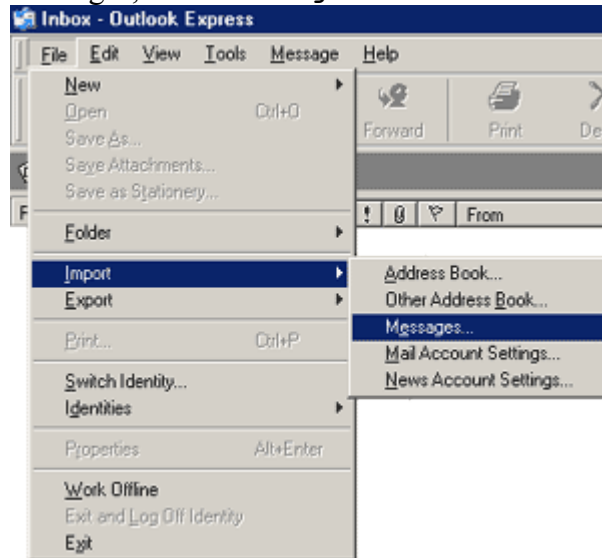 Inbox - Outlook Express
File Edit View Tools Message Help
New
Open Ctrl+O
Save As...
Save Attachments...
Save as Stationery...
Folder
Import
Export
Print... Ctrl+P
Switch Identity...
Identities
Properties Alt+Enter
Work Offline
Exit and Log Off Identity
Exit
Forward Print De
! From
Address Book...
Other Address Book...
Messages...
Mail Account Settings...
News Account Settings...